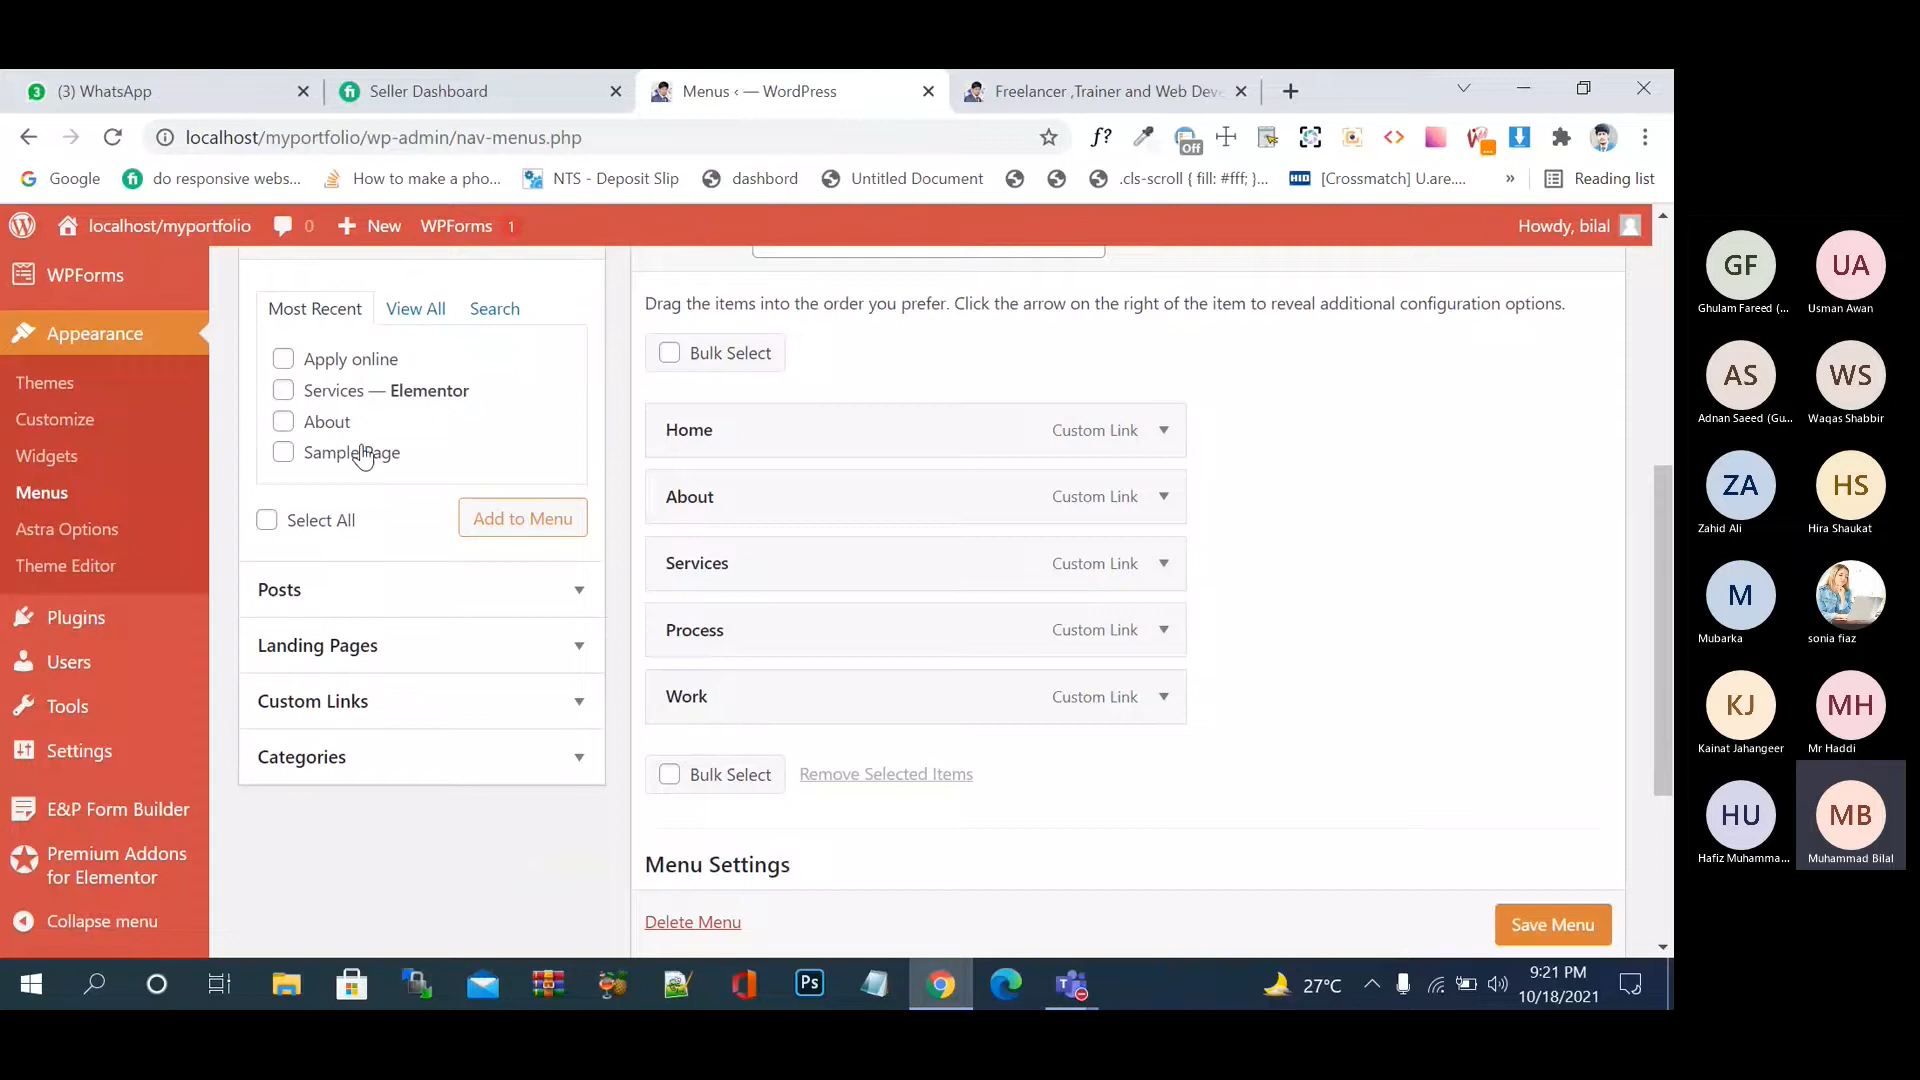 (3) WhatsApp
Seller Dashboard
Menus ‹ — WordPress
Freelancer ,Trainer and Web Deve
localhost/myportfolio/wp-admin/nav-menus.php
f?
Off
Google
do responsive webs...
How to make a pho...
NTS - Deposit Slip
dashbord
Untitled Document
.cls-scroll { fill: #fff; }...
HID
[Crossmatch] U.are....
»
Reading list
localhost/myportfolio
0
New
WPForms 1
Howdy, bilal
WPForms
Appearance
Themes
Customize
Widgets
Menus
Astra Options
Theme Editor
Plugins
Users
Tools
Settings
E&P Form Builder
Premium Addons
for Elementor
Collapse menu
Most Recent
View All
Search
Apply online
Services — Elementor
About
Sample Page
Select All
Add to Menu
Posts
Landing Pages
Custom Links
Categories
Drag the items into the order you prefer. Click the arrow on the right of the item to reveal additional configuration options.
Bulk Select
Home Custom Link
About Custom Link
Services Custom Link
Process Custom Link
Work Custom Link
Bulk Select
Remove Selected Items
Menu Settings
Delete Menu
Save Menu
Ps
27°C
9:21 PM
10/18/2021
GF
Ghulam Fareed (...
UA
Usman Awan
AS
Adnan Saeed (Gu...
WS
Waqas Shabbir
ZA
Zahid Ali
HS
Hira Shaukat
M
Mubarka
sonia fiaz
KJ
Kainat Jahangeer
MH
Mr Haddi
HU
Hafiz Muhamma...
MB
Muhammad Bilal